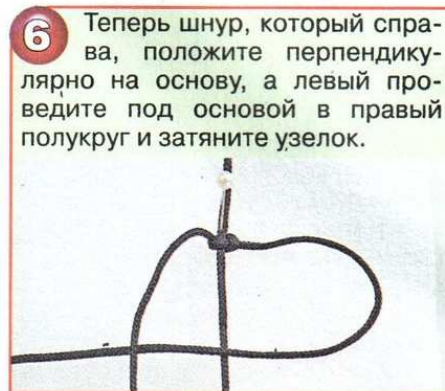 6 Теперь шнур, который спра-
ва, положите перпендику-
лярно на основу, а левый про-
ведите под основой в правый
полукруг и затяните узелок.